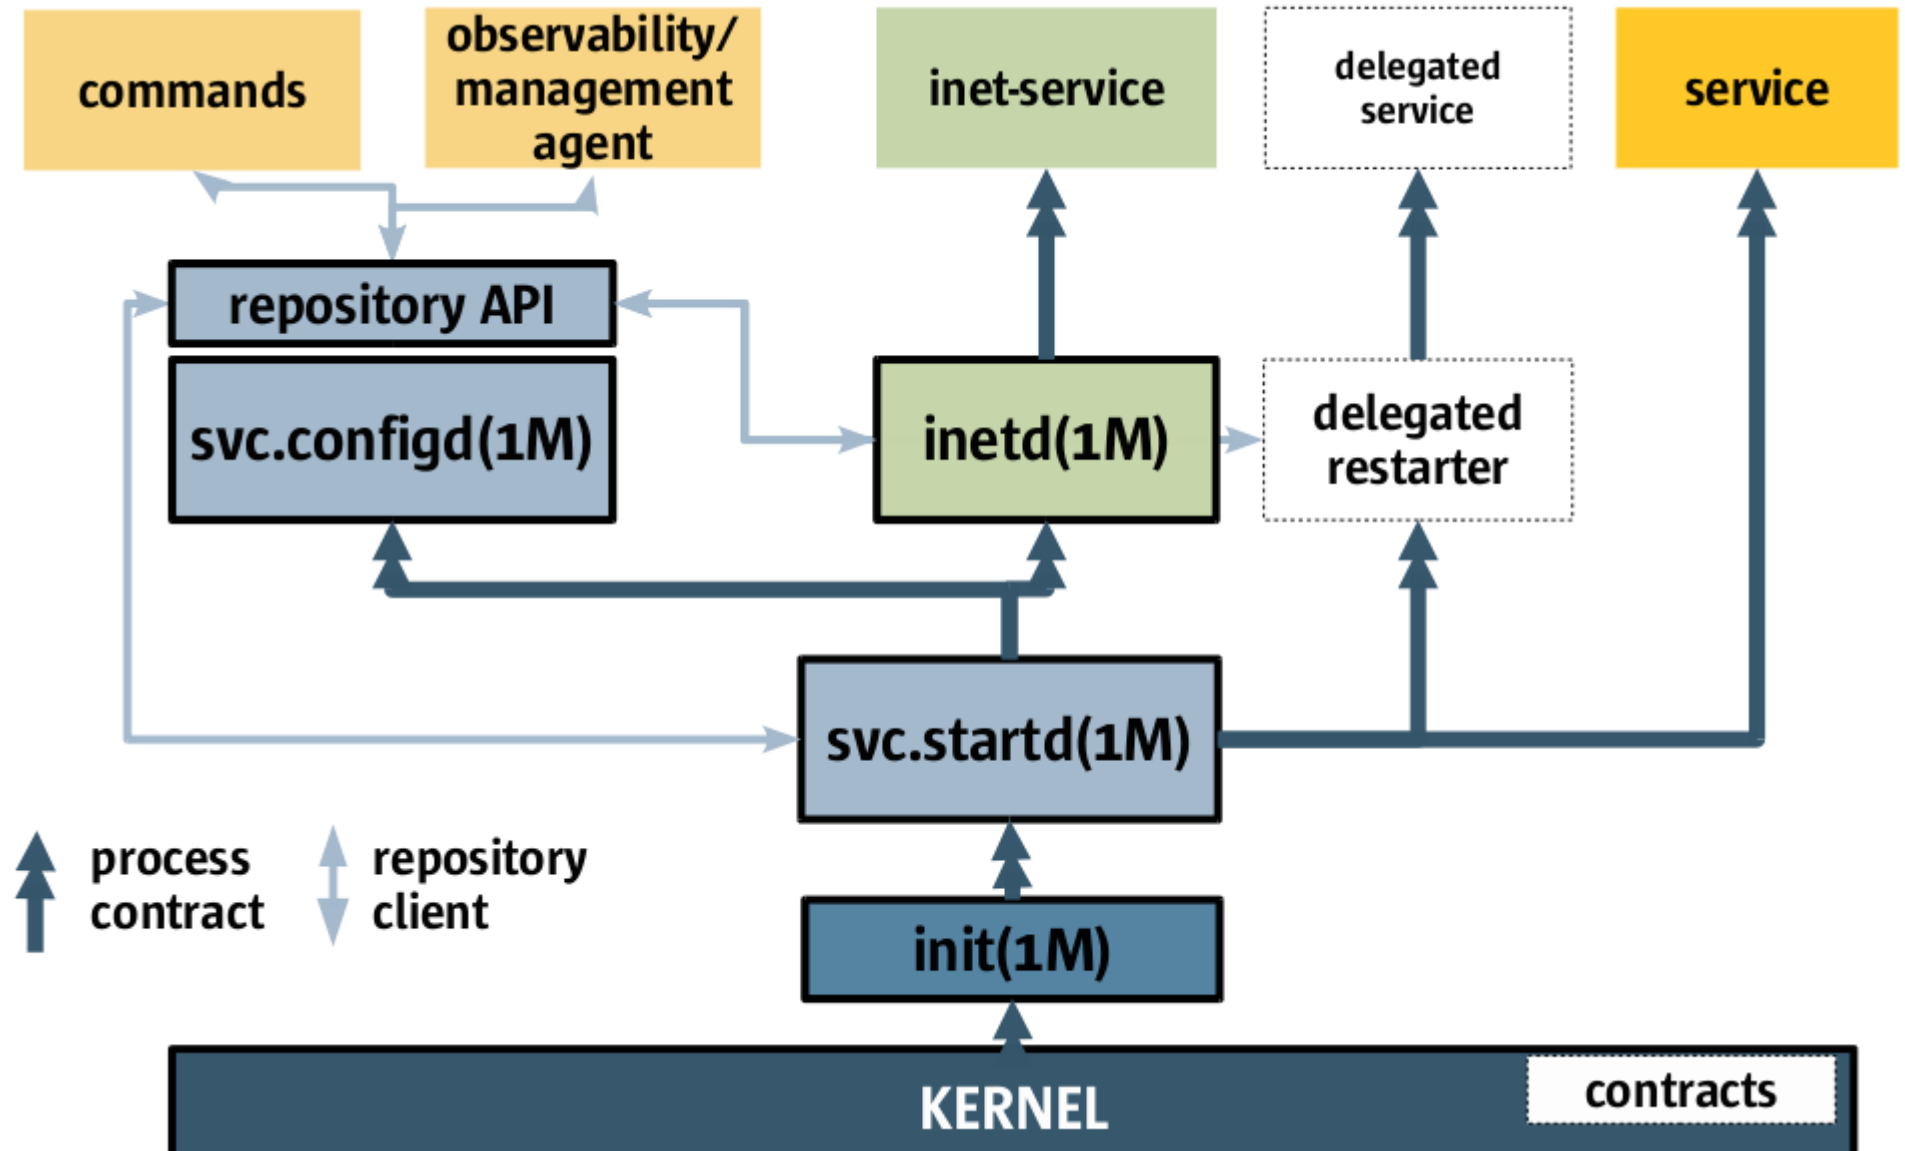 commands
observability/
management
agent
inet-service
delegated
service
service
repository API
svc.configd(1M)
inetd(1M)
delegated
restarter
svc.startd(1M)
process
contract
repository
client
init(1M)
KERNEL
contracts